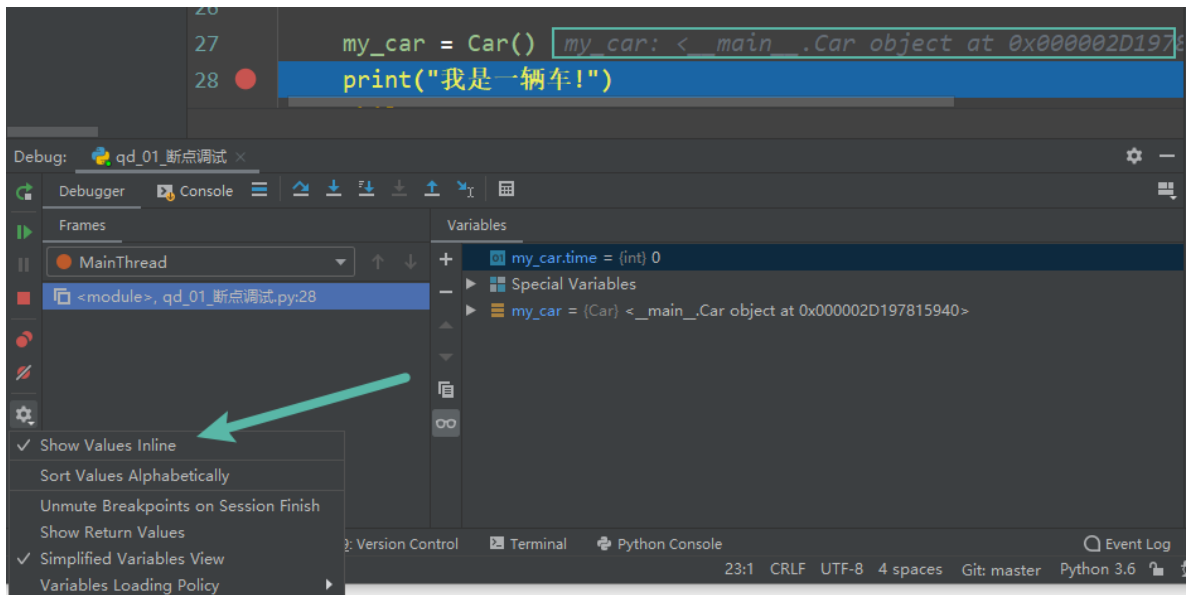 26
27 my_car = Car() my_car: <__main__.Car object at 0x000002D1978
28 print("我是一辆车!")
Debug: qd_01_断点调试
Debugger Console
Frames
Variables
MainThread
my_car.time = {int} 0
<module>, qd_01_断点调试.py:28
Special Variables
my_car = {Car} <__main__.Car object at 0x000002D197815940>
Show Values Inline
Sort Values Alphabetically
Unmute Breakpoints on Session Finish
Show Return Values
Simplified Variables View
Variables Loading Policy
9: Version Control Terminal Python Console Event Log
23:1 CRLF UTF-8 4 spaces Git: master Python 3.6